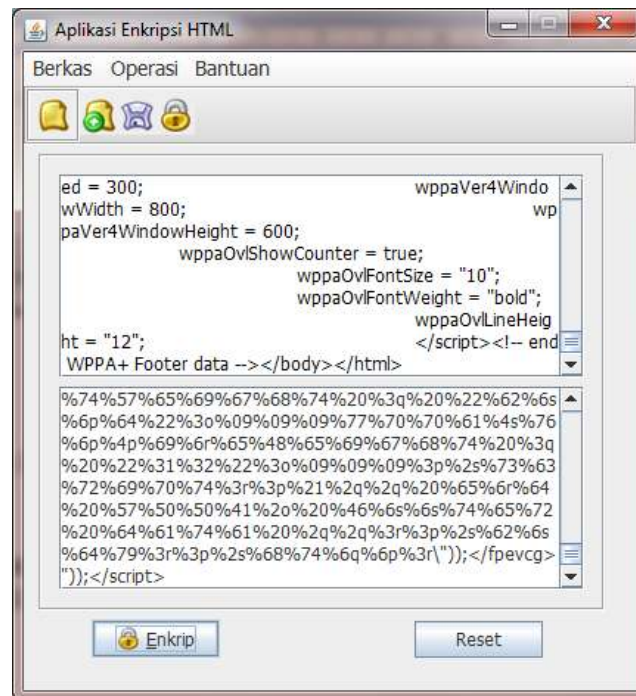 Aplikasi Enkripsi HTML
Berkas Operasi Bantuan
ed = 300; wppaVer4Windo
wWidth = 800; wp
paVer4WindowHeight = 600;
wppaOvlShowCounter = true;
wppaOvlFontSize = "10";
wppaOvlFontWeight = "bold";
wppaOvlLineHeig
ht = "12"; </script><!-- end
WPPA+ Footer data --></body></html>
%74%57%65%69%67%68%74%20%3q%20%22%62%6s
%6p%64%22%3o%09%09%09%77%70%70%61%4s%76
%6p%4p%69%6r%65%48%65%69%67%68%74%20%3q
%20%22%31%32%22%3o%09%09%09%3p%2s%73%63
%72%69%70%74%3r%3p%21%2q%2q%20%65%6r%64
%20%57%50%50%41%2o%20%46%6s%6s%74%65%72
%20%64%61%74%61%20%2q%2q%3r%3p%2s%62%6s
%64%79%3r%3p%2s%68%74%6q%6p%3r\"));</fpevcg>
"));</script>
Enkrip Reset